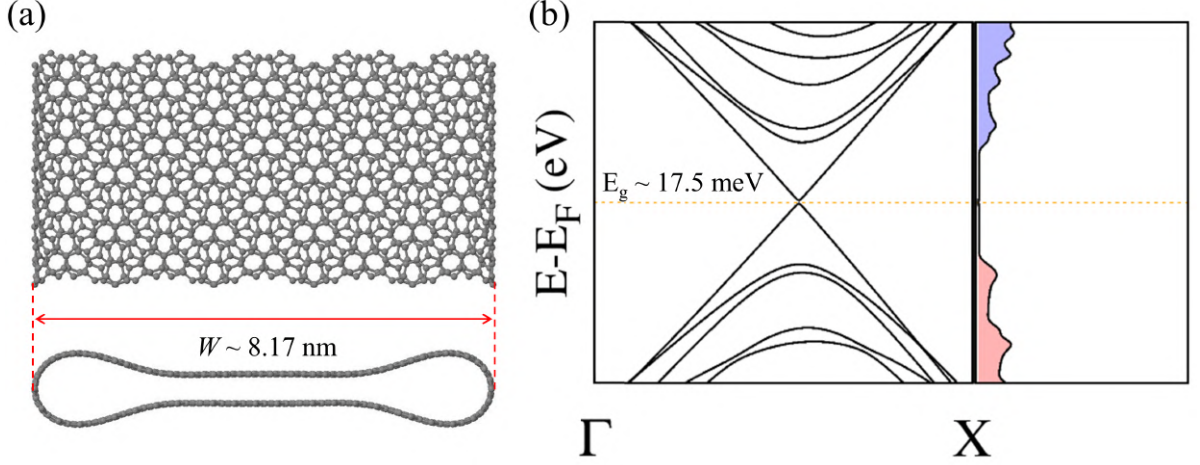 (a)
W ~ 8.17 nm
(b)
E-E_F (eV)
E_g ~ 17.5 meV
Γ
X